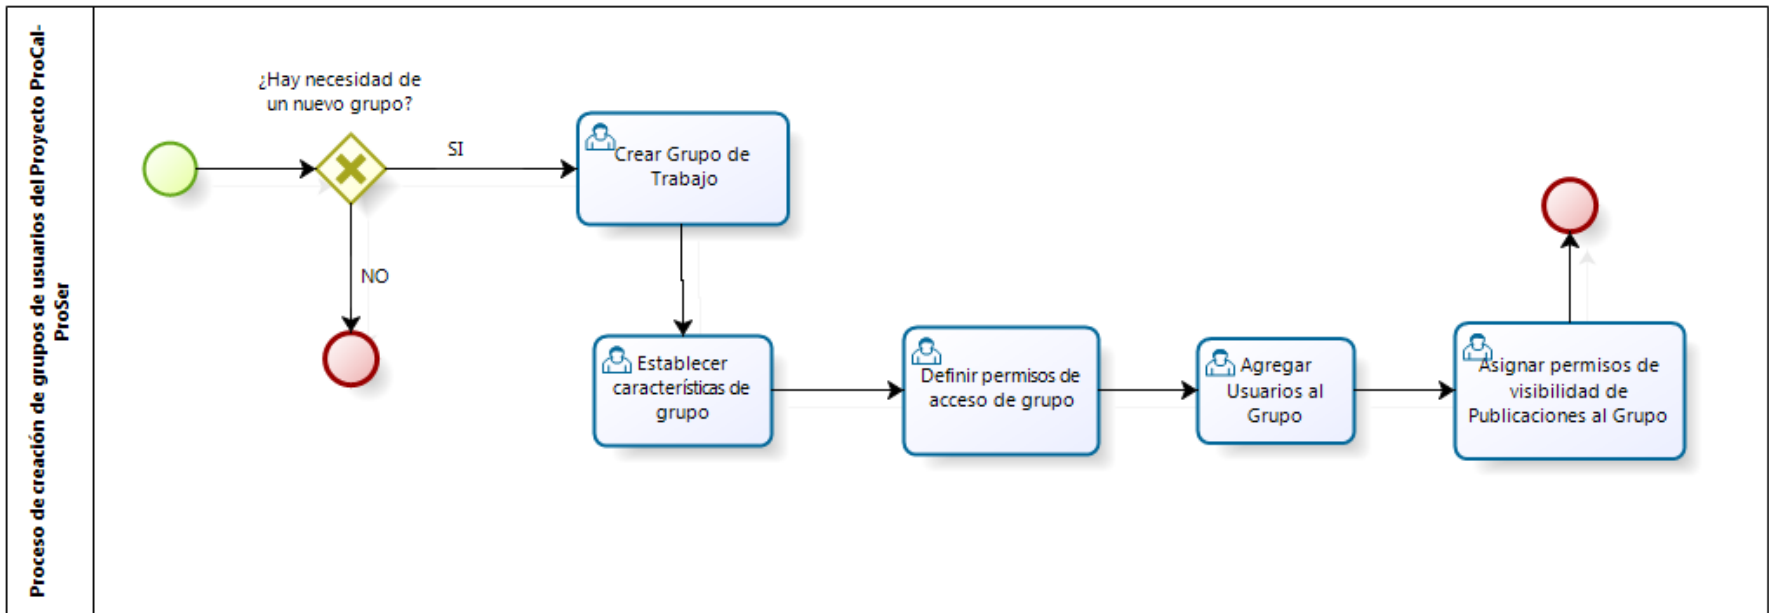 Proceso de creación de grupos de usuarios del Proyecto ProCal-
ProSer
¿Hay necesidad de
un nuevo grupo?
SI
NO
Crear Grupo de
Trabajo
Establecer
características de
grupo
Definir permisos de
acceso de grupo
Agregar
Usuarios al
Grupo
Asignar permisos de
visibilidad de
Publicaciones al Grupo